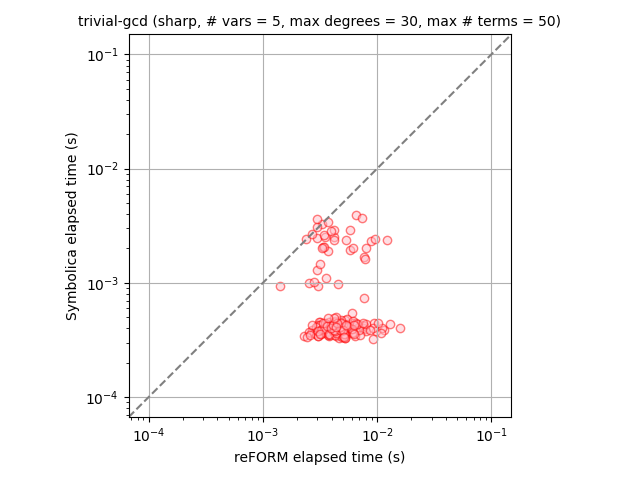 trivial-gcd (sharp, # vars = 5, max degrees = 30, max # terms = 50)
Symbolica elapsed time (s)
10⁻¹
10⁻²
10⁻³
10⁻⁴
10⁻⁴ 10⁻³ 10⁻² 10⁻¹
reFORM elapsed time (s)